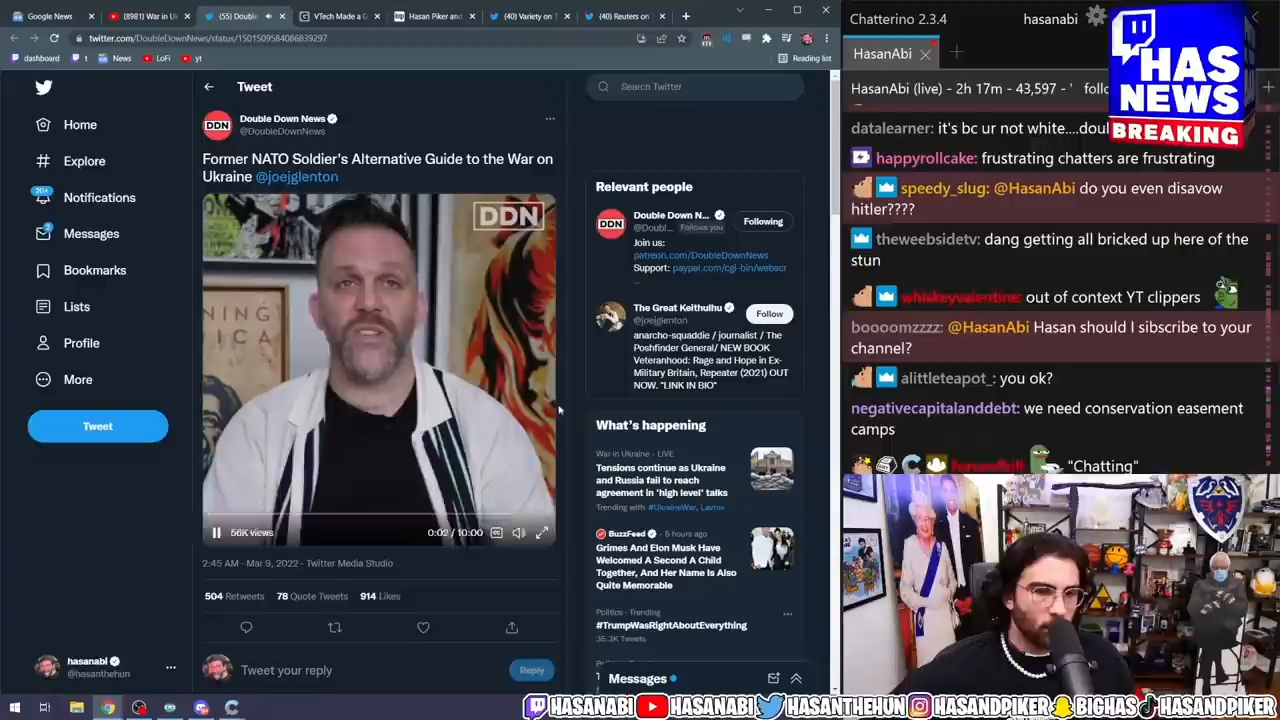 Google News
(8981) War in Uk
(55) Double
VTech Made a G
Hasan Piker and
(40) Variety on T
(40) Reuters on
twitter.com/DoubleDownNews/status/1501509584086839297
dashboard
t
News
LoFi
yt
Reading list
Home
Explore
20+
Notifications
2
Messages
Bookmarks
Lists
Profile
More
Tweet
hasanabi
@hasanthehun
Tweet
DDN
Double Down News
@DoubleDownNews
Former NATO Soldier's Alternative Guide to the War on
Ukraine @joejglenton
DDN
56K views
0:02 / 10:00
2:45 AM · Mar 9, 2022 · Twitter Media Studio
504 Retweets 78 Quote Tweets 914 Likes
Tweet your reply
Reply
Search Twitter
Relevant people
DDN
Double Down N...
@Doubl... Follows you
Following
Join us:
patreon.com/DoubleDownNews
Support: paypal.com/cgi-bin/webscr
...
The Great Keithulhu
@joejglenton
Follow
anarcho-squaddie / journalist / The
Poshfinder General/ NEW BOOK
Veteranhood: Rage and Hope in Ex-
Military Britain, Repeater (2021) OUT
NOW. "LINK IN BIO"
What's happening
War in Ukraine · LIVE
Tensions continue as Ukraine
and Russia fail to reach
agreement in 'high level' talks
Trending with #UkraineWar, Lavrov
BuzzFeed · 5 hours ago
Grimes And Elon Musk Have
Welcomed A Second A Child
Together, And Her Name Is Also
Quite Memorable
Politics · Trending
#TrumpWasRightAboutEverything
35.3K Tweets
Messages
Chatterino 2.3.4
hasanabi
HasanAbi
HasanAbi (live) - 2h 17m - 43,597 - '
HAS
NEWS
BREAKING
datalearner: it's bc ur not white....
happyrollcake: frustrating chatters are frustrating
speedy_slug: @HasanAbi do you even disavow
hitler????
theweebsidetv: dang getting all bricked up here of the
stun
whiskeyvalentine: out of context YT clippers
boooomzzzz: @HasanAbi Hasan should I sibscribe to your
channel?
alittleteapot_: you ok?
negativecapitalanddebt: we need conservation easement
camps
"Chatting"
HASANABI
HASANABI
HASANTHEHUN
HASANDPIKER
BIGHAS
HASANDPIKER